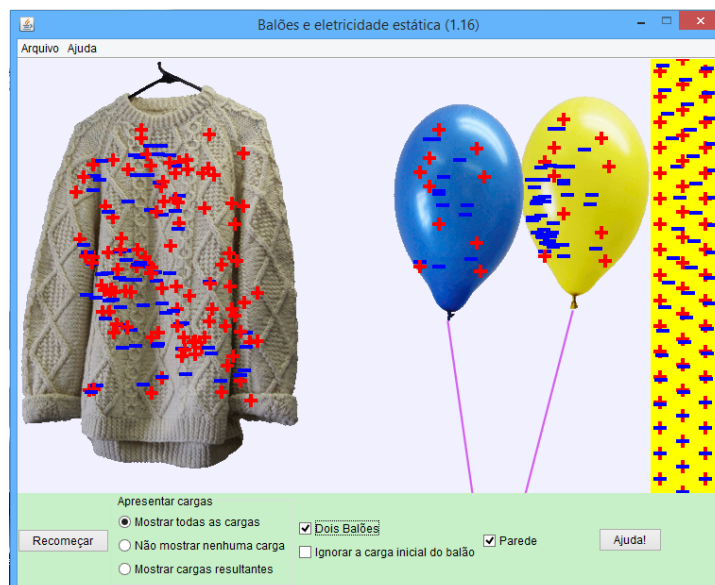 Balões e eletricidade estática (1.16)
Arquivo Ajuda
Apresentar cargas
Mostrar todas as cargas
Não mostrar nenhuma carga
Mostrar cargas resultantes
Recomeçar
Dois Balões
Ignorar a carga inicial do balão
Parede
Ajuda!